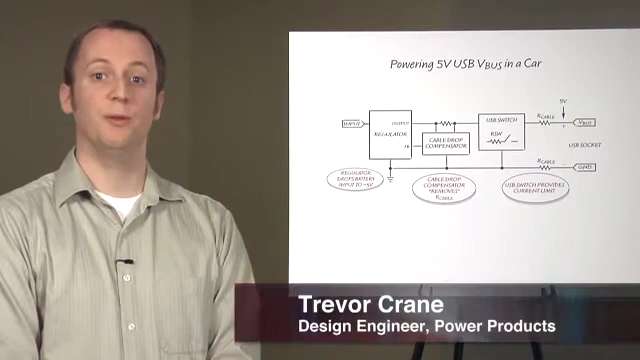 Powering 5V USB VBUS in a Car
5V
INPUT
OUTPUT
REGULATOR
FB
CABLE DROP
COMPENSATOR
USB SWITCH
RSW
RCABLE
VBUS
+
USB SOCKET
RCABLE
-
GND
REGULATOR
DROPS BATTERY
INPUT TO ~5V
CABLE DROP
COMPENSATOR
"REMOVES"
RCABLE
USB SWITCH PROVIDES
CURRENT LIMIT
Trevor Crane
Design Engineer, Power Products